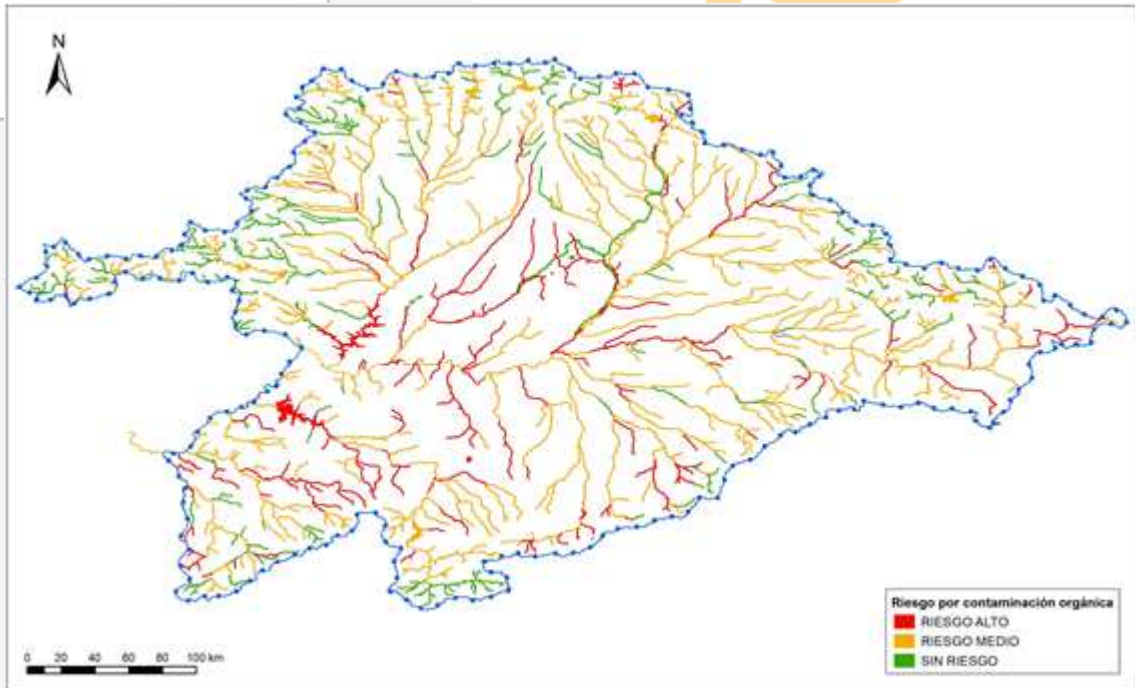 N
Riesgo por contaminación orgánica
RIESGO ALTO
RIESGO MEDIO
SIN RIESGO
0 20 40 60 80 100 km